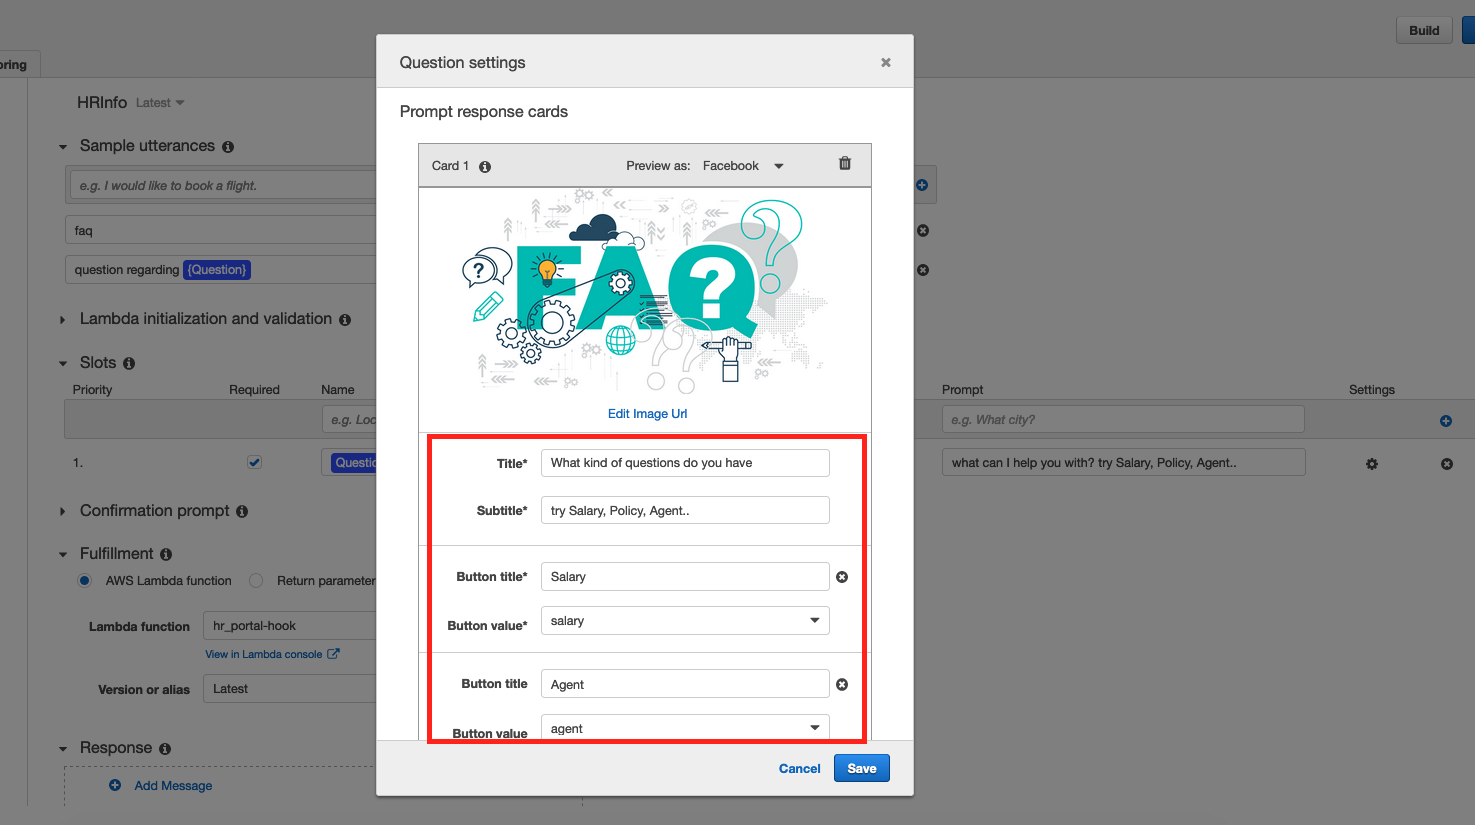 Build
oring
HRInfo Latest
Sample utterances
e.g. I would like to book a flight.
faq
question regarding {Question}
Lambda initialization and validation
Slots
Priority Required Name Prompt Settings
e.g. Loc e.g. What city?
1. Questio what can I help you with? try Salary, Policy, Agent..
Confirmation prompt
Fulfillment
AWS Lambda function Return parameter
Lambda function hr_portal-hook
View in Lambda console
Version or alias Latest
Response
Add Message
Question settings
Prompt response cards
Card 1 Preview as: Facebook
FAQ
Edit Image Url
Title* What kind of questions do you have
Subtitle* try Salary, Policy, Agent..
Button title* Salary
Button value* salary
Button title Agent
Button value agent
Cancel Save